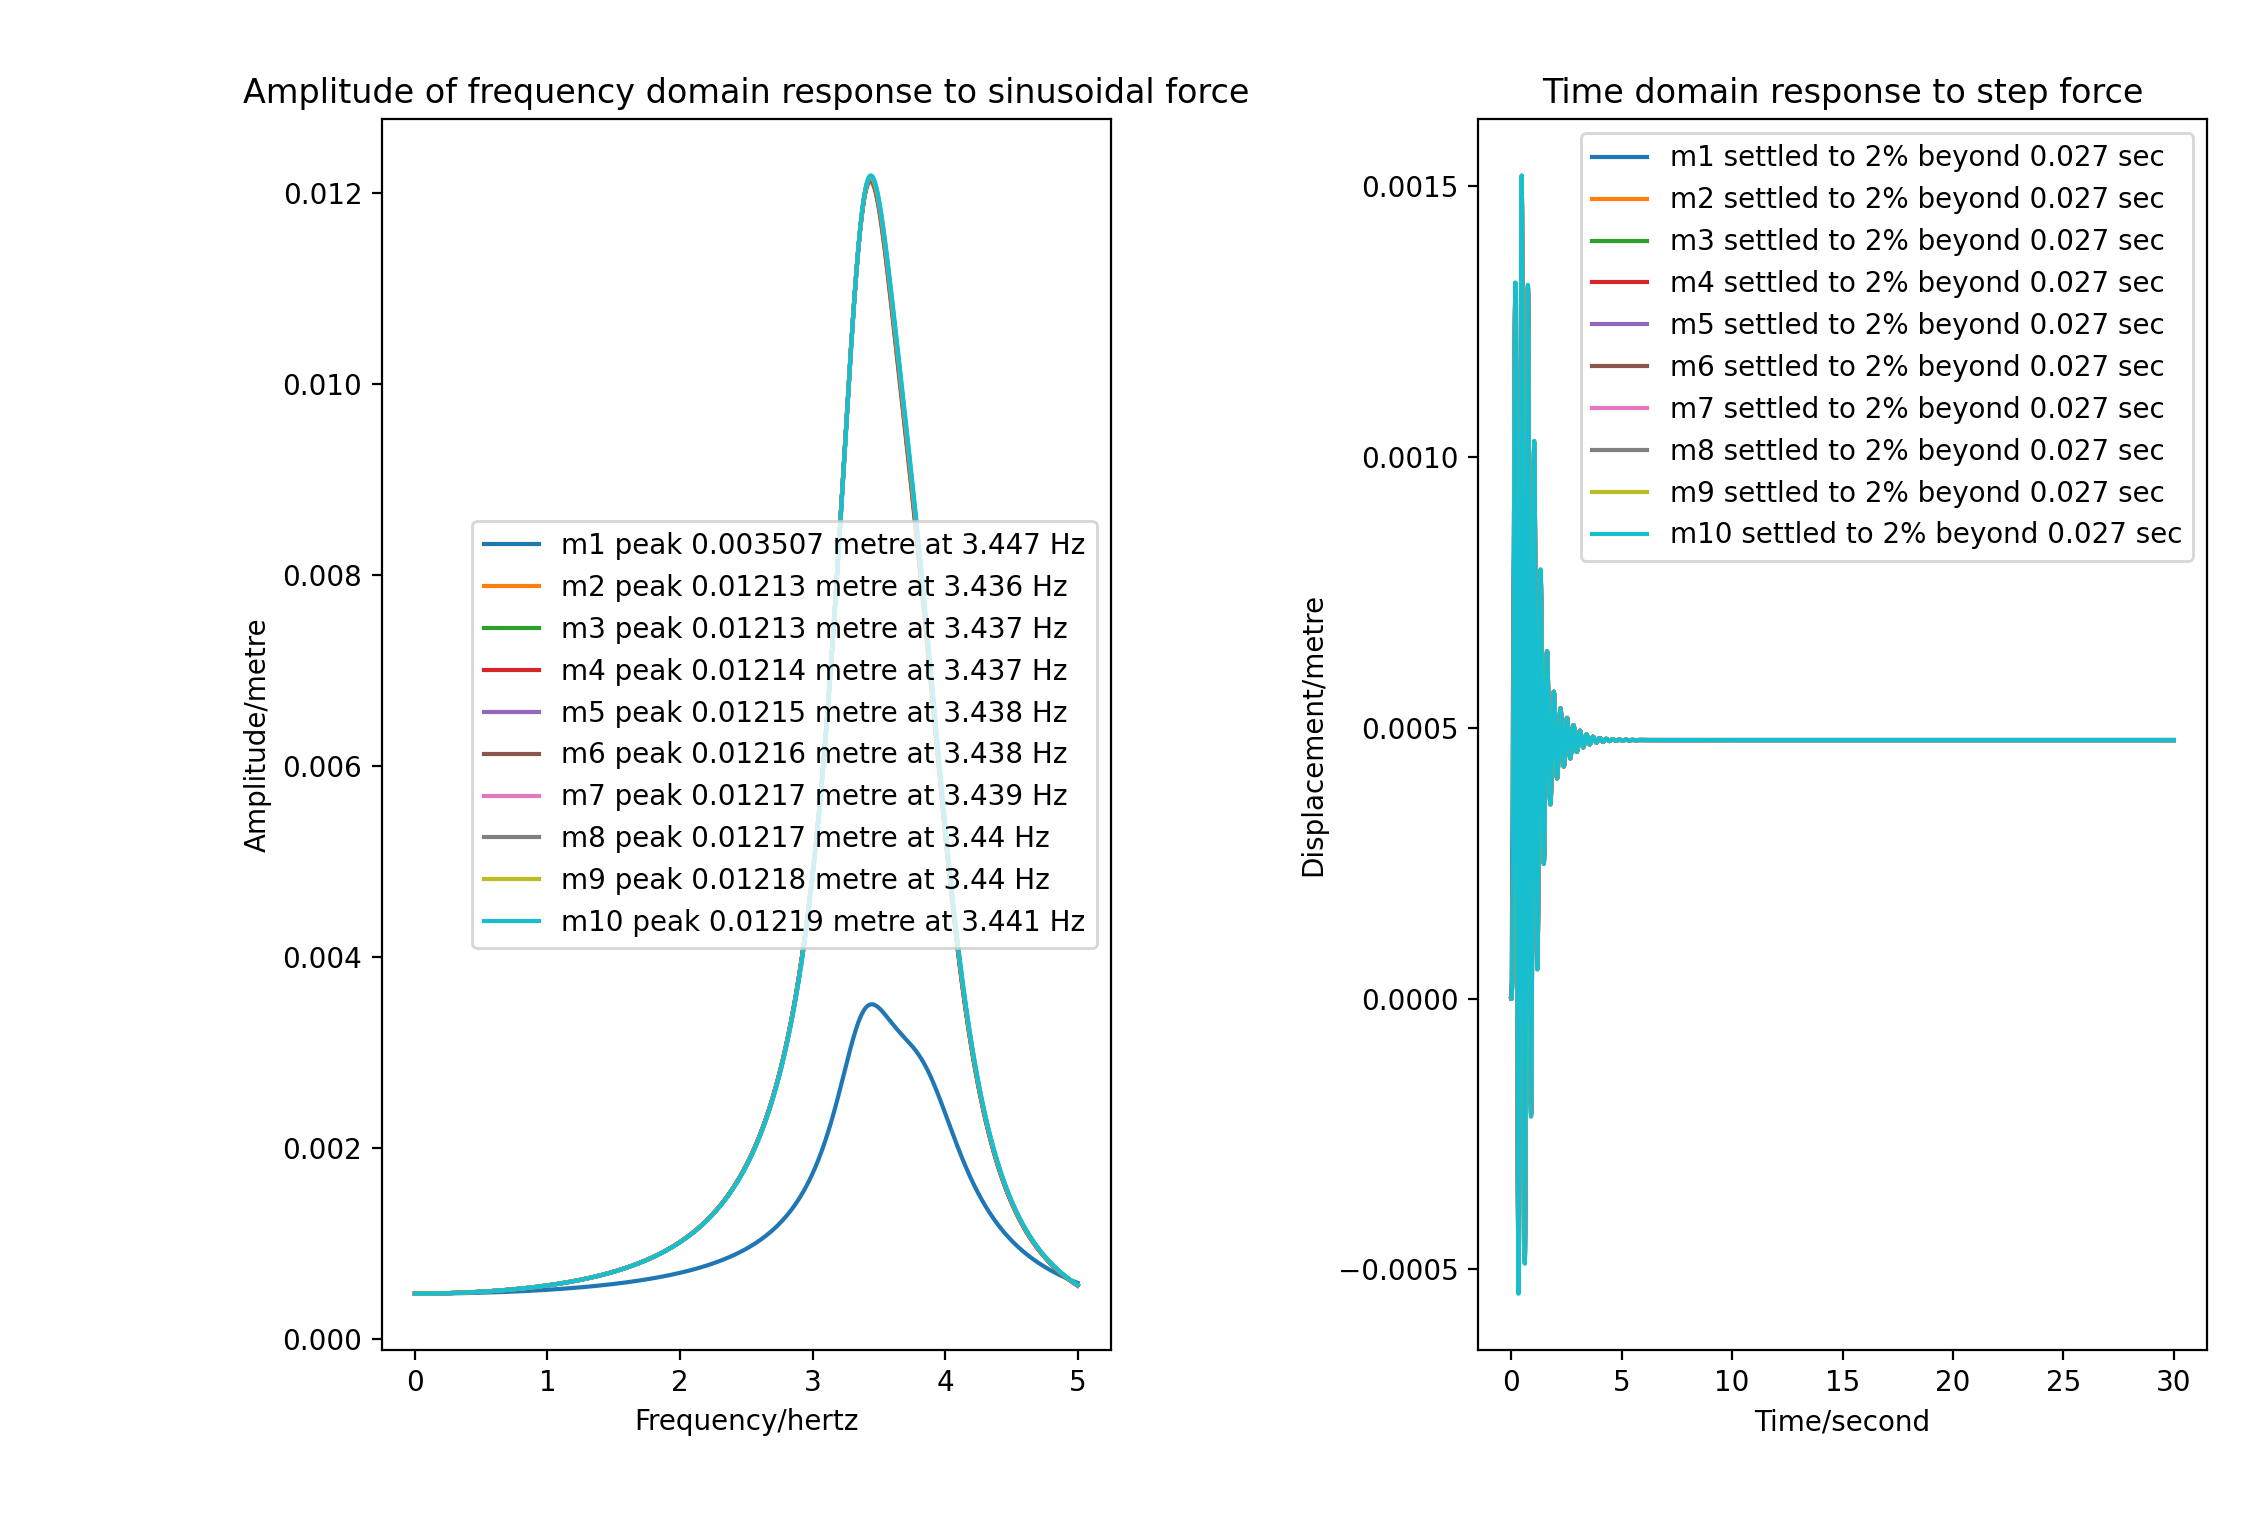 Amplitude of frequency domain response to sinusoidal force
Amplitude/metre
0.012
0.010
0.008
0.006
0.004
0.002
0.000
m1 peak 0.003507 metre at 3.447 Hz
m2 peak 0.01213 metre at 3.436 Hz
m3 peak 0.01213 metre at 3.437 Hz
m4 peak 0.01214 metre at 3.437 Hz
m5 peak 0.01215 metre at 3.438 Hz
m6 peak 0.01216 metre at 3.438 Hz
m7 peak 0.01217 metre at 3.439 Hz
m8 peak 0.01217 metre at 3.44 Hz
m9 peak 0.01218 metre at 3.44 Hz
m10 peak 0.01219 metre at 3.441 Hz
0 1 2 3 4 5
Frequency/hertz
Time domain response to step force
Displacement/metre
0.0015
0.0010
0.0005
0.0000
−0.0005
m1 settled to 2% beyond 0.027 sec
m2 settled to 2% beyond 0.027 sec
m3 settled to 2% beyond 0.027 sec
m4 settled to 2% beyond 0.027 sec
m5 settled to 2% beyond 0.027 sec
m6 settled to 2% beyond 0.027 sec
m7 settled to 2% beyond 0.027 sec
m8 settled to 2% beyond 0.027 sec
m9 settled to 2% beyond 0.027 sec
m10 settled to 2% beyond 0.027 sec
0 5 10 15 20 25 30
Time/second